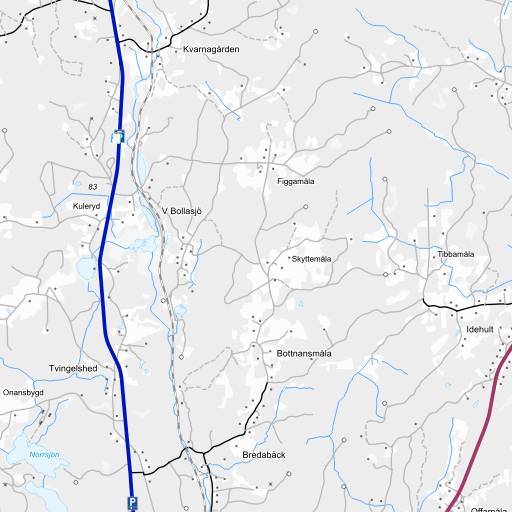 Kvarnagården
Figgamåla
83
Kuleryd
V Bollasjö
Skyttemåla
Tibbamåla
Idehult
Bottnansmåla
Tvingelshed
Onansbygd
Norrsjön
Bredabäck
P
Offamåla